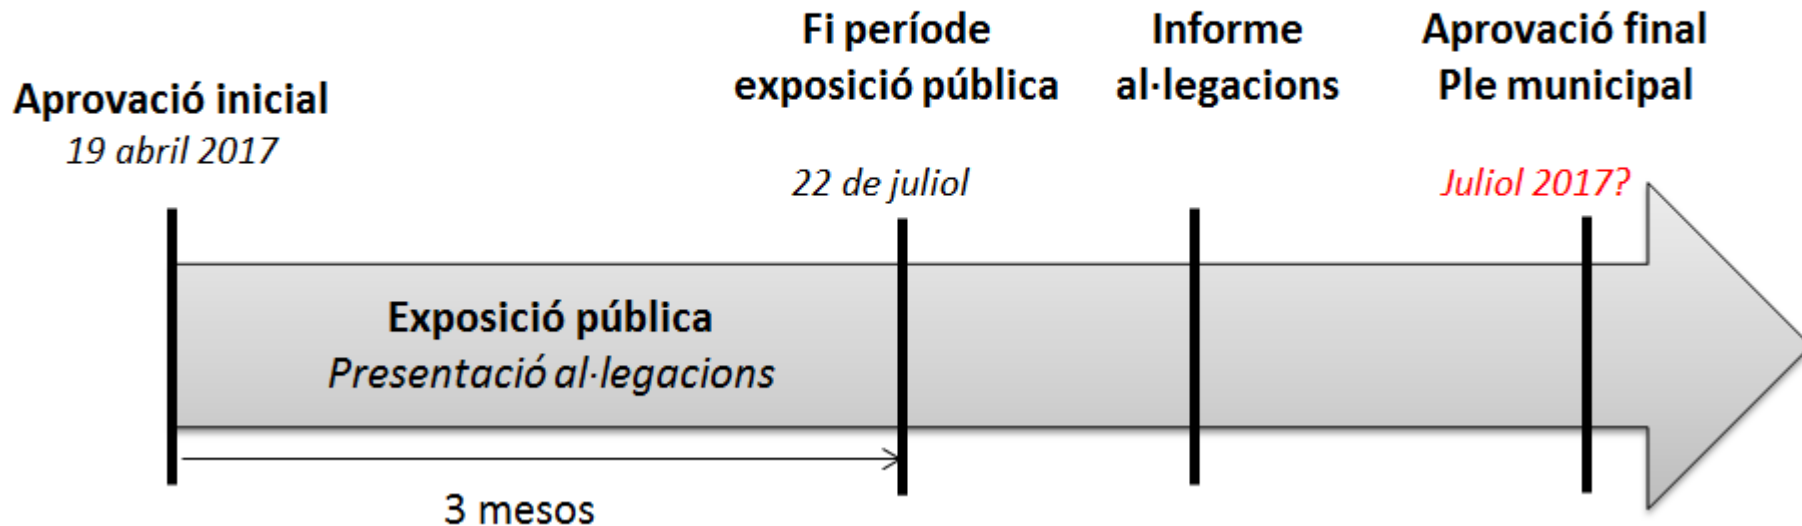 Aprovació inicial
19 abril 2017
Fi període
exposició pública
22 de juliol
Informe
al·legacions
Aprovació final
Ple municipal
Juliol 2017?
Exposició pública
Presentació al·legacions
3 mesos